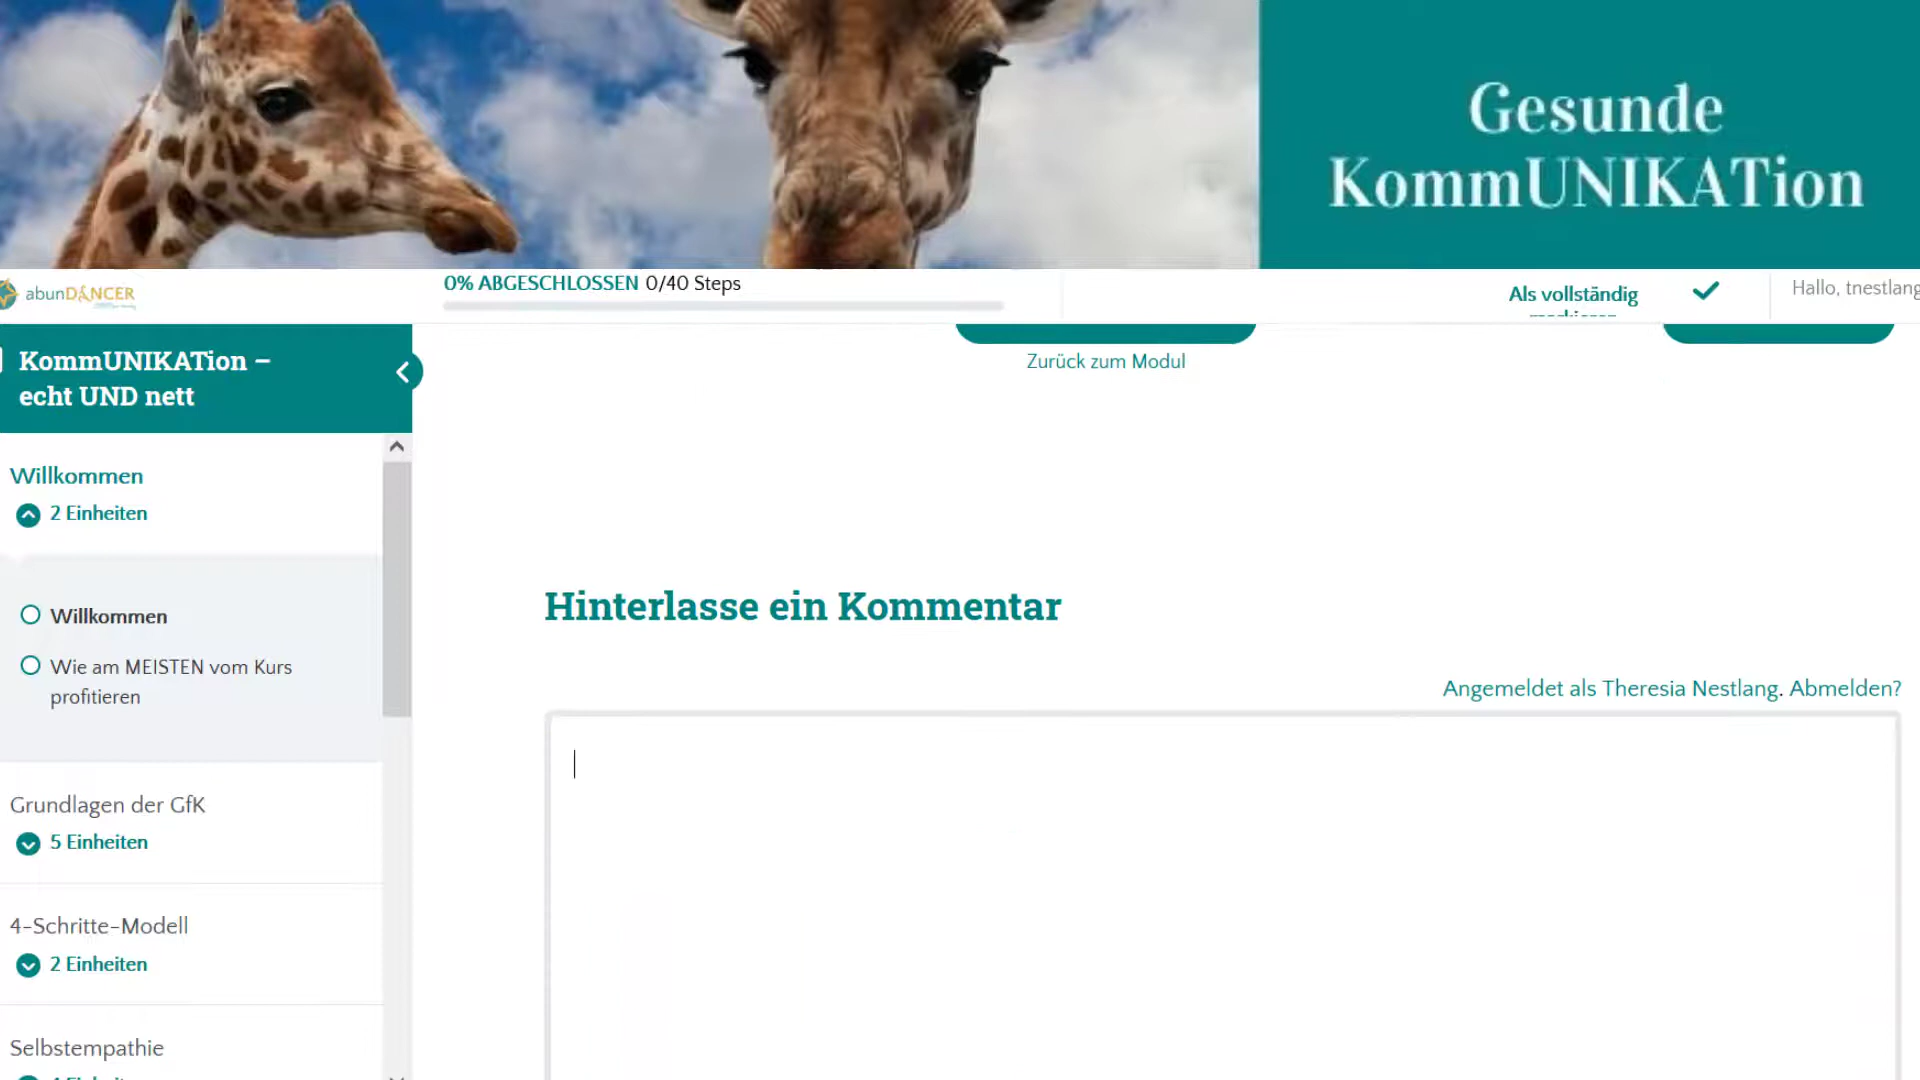 Gesunde
KommUNIKATion
abunDANCER
0% ABGESCHLOSSEN 0/40 Steps
Als vollständig
markieren
Hallo, tnestlang
KommUNIKATion –
echt UND nett
Zurück zum Modul
Willkommen
2 Einheiten
Willkommen
Wie am MEISTEN vom Kurs
profitieren
Hinterlasse ein Kommentar
Angemeldet als Theresia Nestlang. Abmelden?
Grundlagen der GfK
5 Einheiten
4-Schritte-Modell
2 Einheiten
Selbstempathie